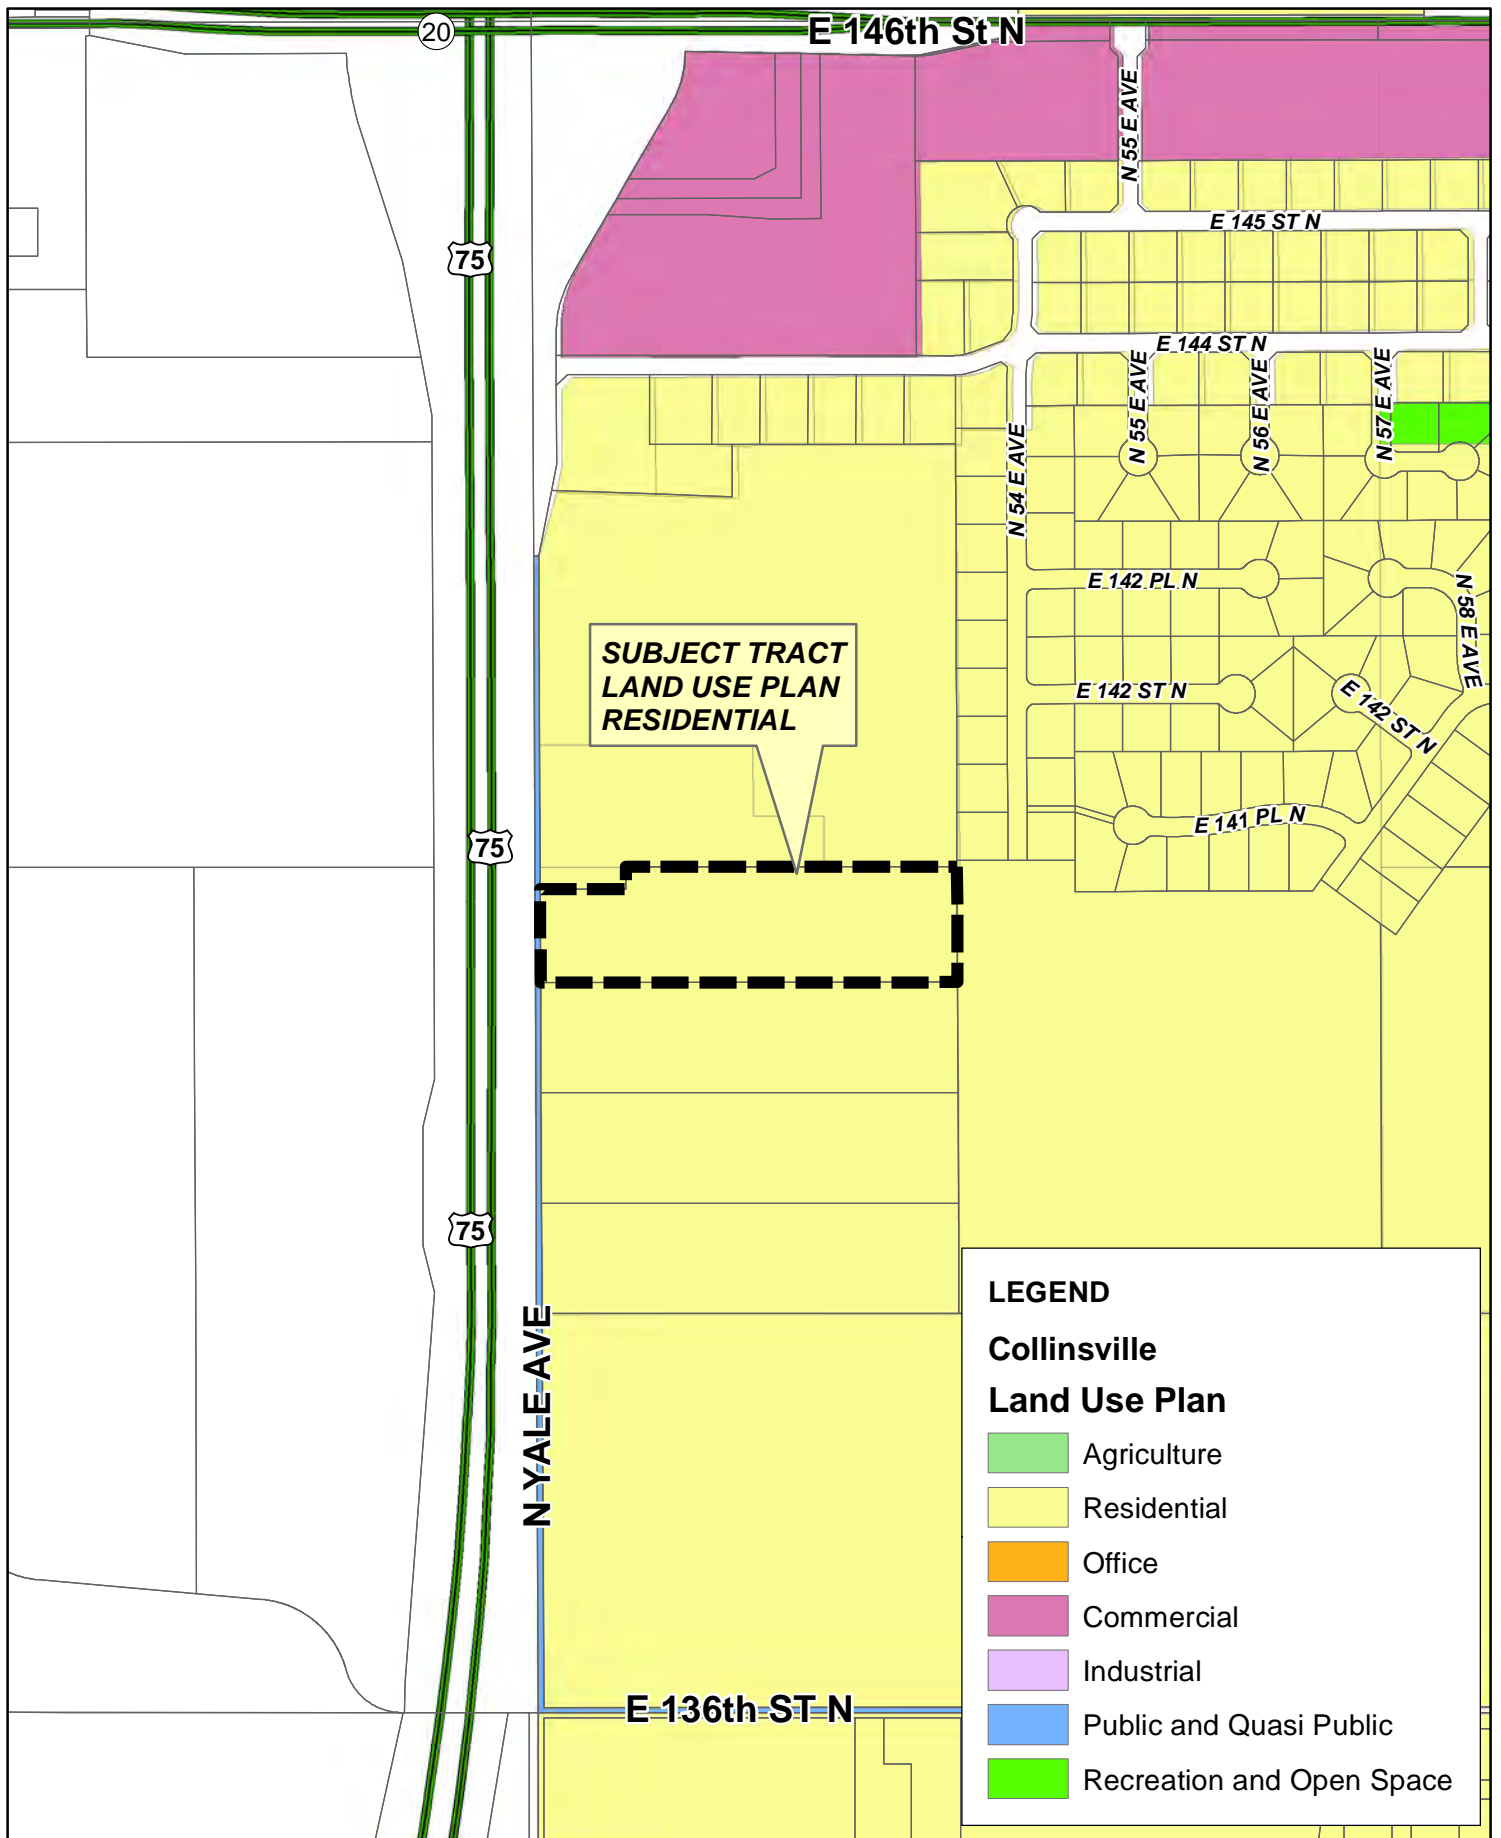 20
E 146th St N
N 55 E AVE
E 145 ST N
75
E 144 ST N
N 55 E AVE
N 56 E AVE
N 57 E AVE
N 54 E AVE
E 142 PL N
N 58 E AVE
SUBJECT TRACT
LAND USE PLAN
RESIDENTIAL
E 142 ST N
E 142 ST N
E 141 PL N
75
75
N YALE AVE
E 136th ST N
LEGEND
Collinsville
Land Use Plan
Agriculture
Residential
Office
Commercial
Industrial
Public and Quasi Public
Recreation and Open Space